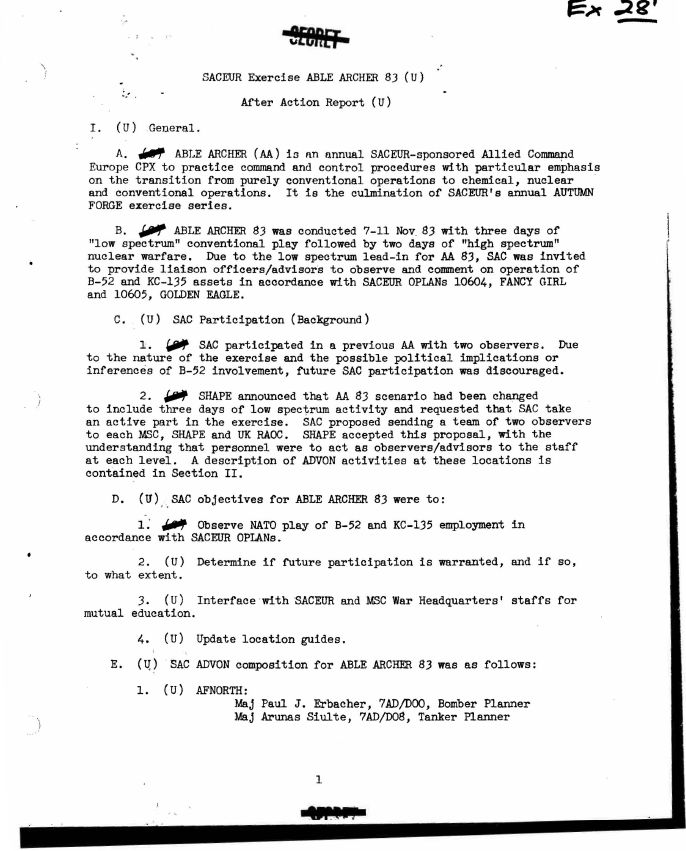 Ex 28'
SECRET
SACEUR Exercise ABLE ARCHER 83 (U)
After Action Report (U)
I. (U) General.
A. ABLE ARCHER (AA) is an annual SACEUR-sponsored Allied Command
Europe CPX to practice command and control procedures with particular emphasis
on the transition from purely conventional operations to chemical, nuclear
and conventional operations. It is the culmination of SACEUR's annual AUTUMN
FORGE exercise series.
B. ABLE ARCHER 83 was conducted 7-11 Nov 83 with three days of
"low spectrum" conventional play followed by two days of "high spectrum"
nuclear warfare. Due to the low spectrum lead-in for AA 83, SAC was invited
to provide liaison officers/advisors to observe and comment on operation of
B-52 and KC-135 assets in accordance with SACEUR OPLANs 10604, FANCY GIRL
and 10605, GOLDEN EAGLE.
C. (U) SAC Participation (Background)
1. SAC participated in a previous AA with two observers. Due
to the nature of the exercise and the possible political implications or
inferences of B-52 involvement, future SAC participation was discouraged.
2. SHAPE announced that AA 83 scenario had been changed
to include three days of low spectrum activity and requested that SAC take
an active part in the exercise. SAC proposed sending a team of two observers
to each MSC, SHAPE and UK RAOC. SHAPE accepted this proposal, with the
understanding that personnel were to act as observers/advisors to the staff
at each level. A description of ADVON activities at these locations is
contained in Section II.
D. (U) SAC objectives for ABLE ARCHER 83 were to:
1. Observe NATO play of B-52 and KC-135 employment in
accordance with SACEUR OPLANs.
2. (U) Determine if future participation is warranted, and if so,
to what extent.
3. (U) Interface with SACEUR and MSC War Headquarters' staffs for
mutual education.
4. (U) Update location guides.
E. (U) SAC ADVON composition for ABLE ARCHER 83 was as follows:
1. (U) AFNORTH:
Maj Paul J. Erbacher, 7AD/DOO, Bomber Planner
Maj Arunas Siulte, 7AD/DO8, Tanker Planner
1
SECRET